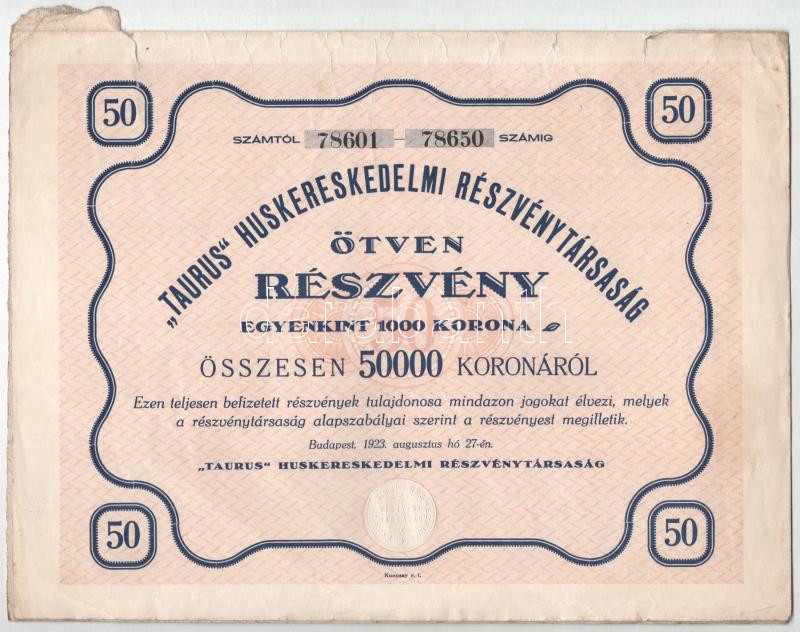 50 50
SZÁMTÓL 78601 – 78650 SZÁMIG
„TAURUS“ HUSKERESKEDELMI RÉSZVÉNYTÁRSASÁG
ÖTVEN
RÉSZVÉNY
EGYENKINT 1000 KORONA
ÖSSZESEN 50000 KORONÁRÓL
Ezen teljesen befizetett részvények tulajdonosa mindazon jogokat élvezi, melyek
a részvénytársaság alapszabályai szerint a részvényest megilletik.
Budapest, 1923. augusztus hó 27-én.
„TAURUS“ HUSKERESKEDELMI RÉSZVÉNYTÁRSASÁG
50 50
darabanth